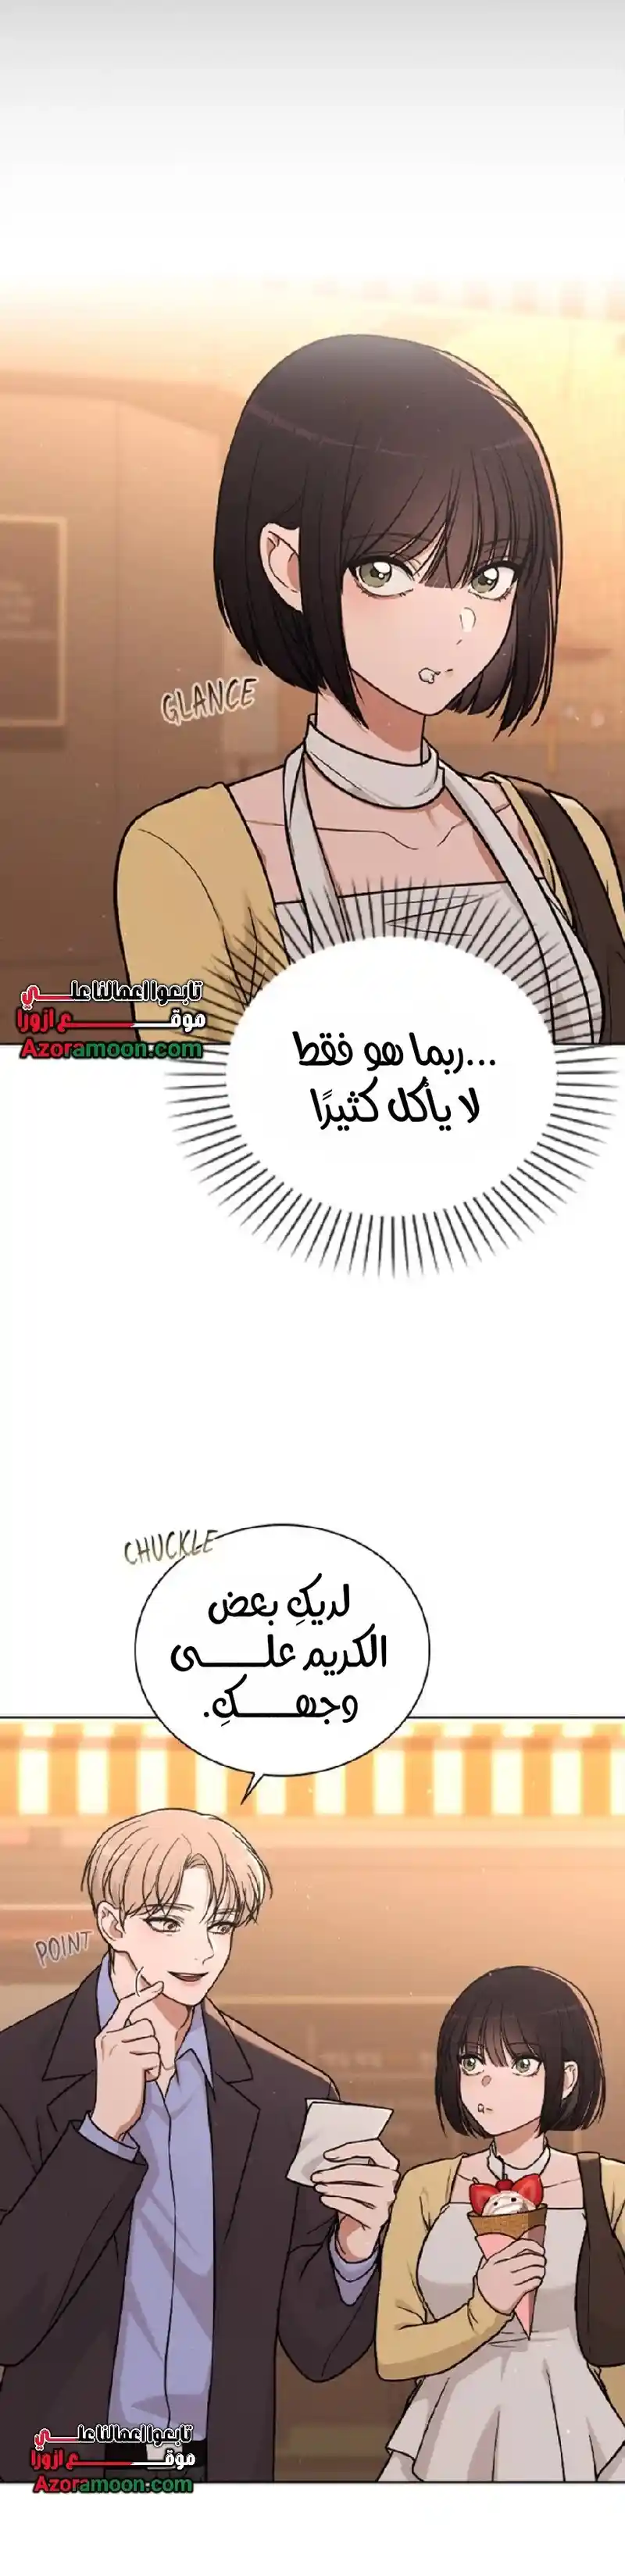 GLANCE
تابعوا اعمالنا علي
موقع ازورا
Azoramoon.com
...ربما هو فقط
لا يأكل كثيرًا
CHUCKLE
لديكِ بعض
الكريم على
وجهكِ.
POINT
تابعوا اعمالنا علي
موقع ازورا
Azoramoon.com